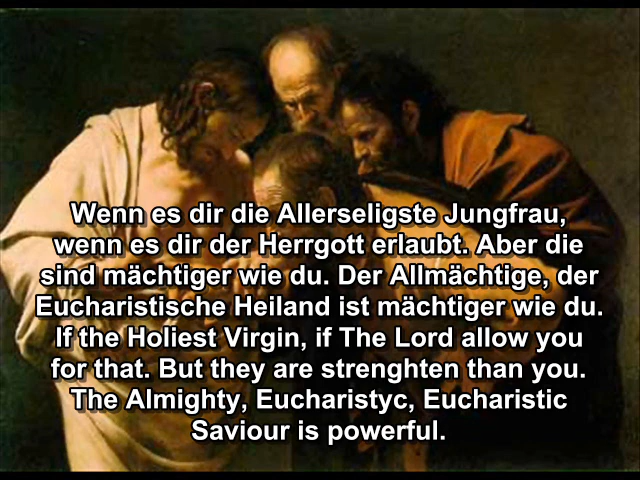 Wenn es dir die Allerseligste Jungfrau,
wenn es dir der Herrgott erlaubt. Aber die
sind mächtiger wie du. Der Allmächtige, der
Eucharistische Heiland ist mächtiger wie du.
If the Holiest Virgin, if The Lord allow you
for that. But they are strenghten than you.
The Almighty, Eucharistyc, Eucharistic
Saviour is powerful.